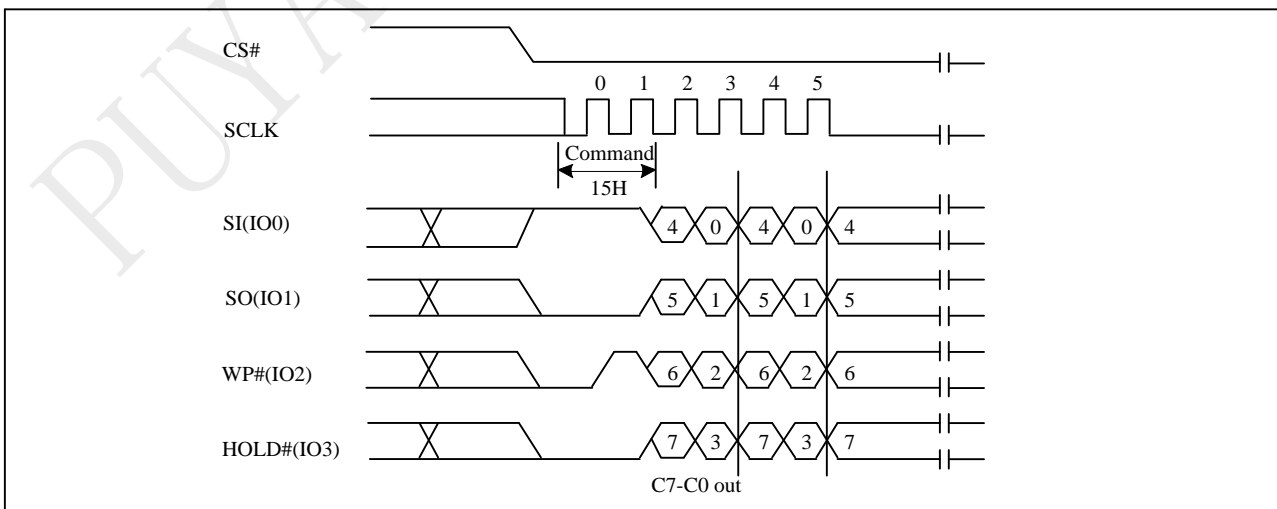 PUYA
CS#
0 1 2 3 4 5
SCLK
Command
15H
SI(IO0)
4 0 4 0 4
SO(IO1)
5 1 5 1 5
WP#(IO2)
6 2 6 2 6
HOLD#(IO3)
7 3 7 3 7
C7-C0 out